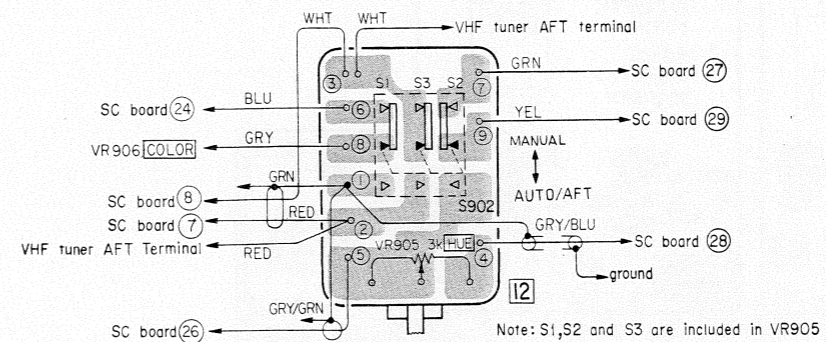 WHT WHT
VHF tuner AFT terminal
③ S1 S3 S2 ⑦
GRN SC board ㉗
SC board ㉔ BLU ⑥
YEL SC board ㉙
⑨
VR906 COLOR GRY ⑧
MANUAL
GRN ①
AUTO/AFT
SC board ⑧
S902
SC board ⑦ RED ②
GRY/BLU
VHF tuner AFT Terminal RED
⑤ VR905 3k HUE ④
SC board ㉘
ground
12
GRY/GRN
SC board ㉖
Note: S1,S2 and S3 are included in VR905